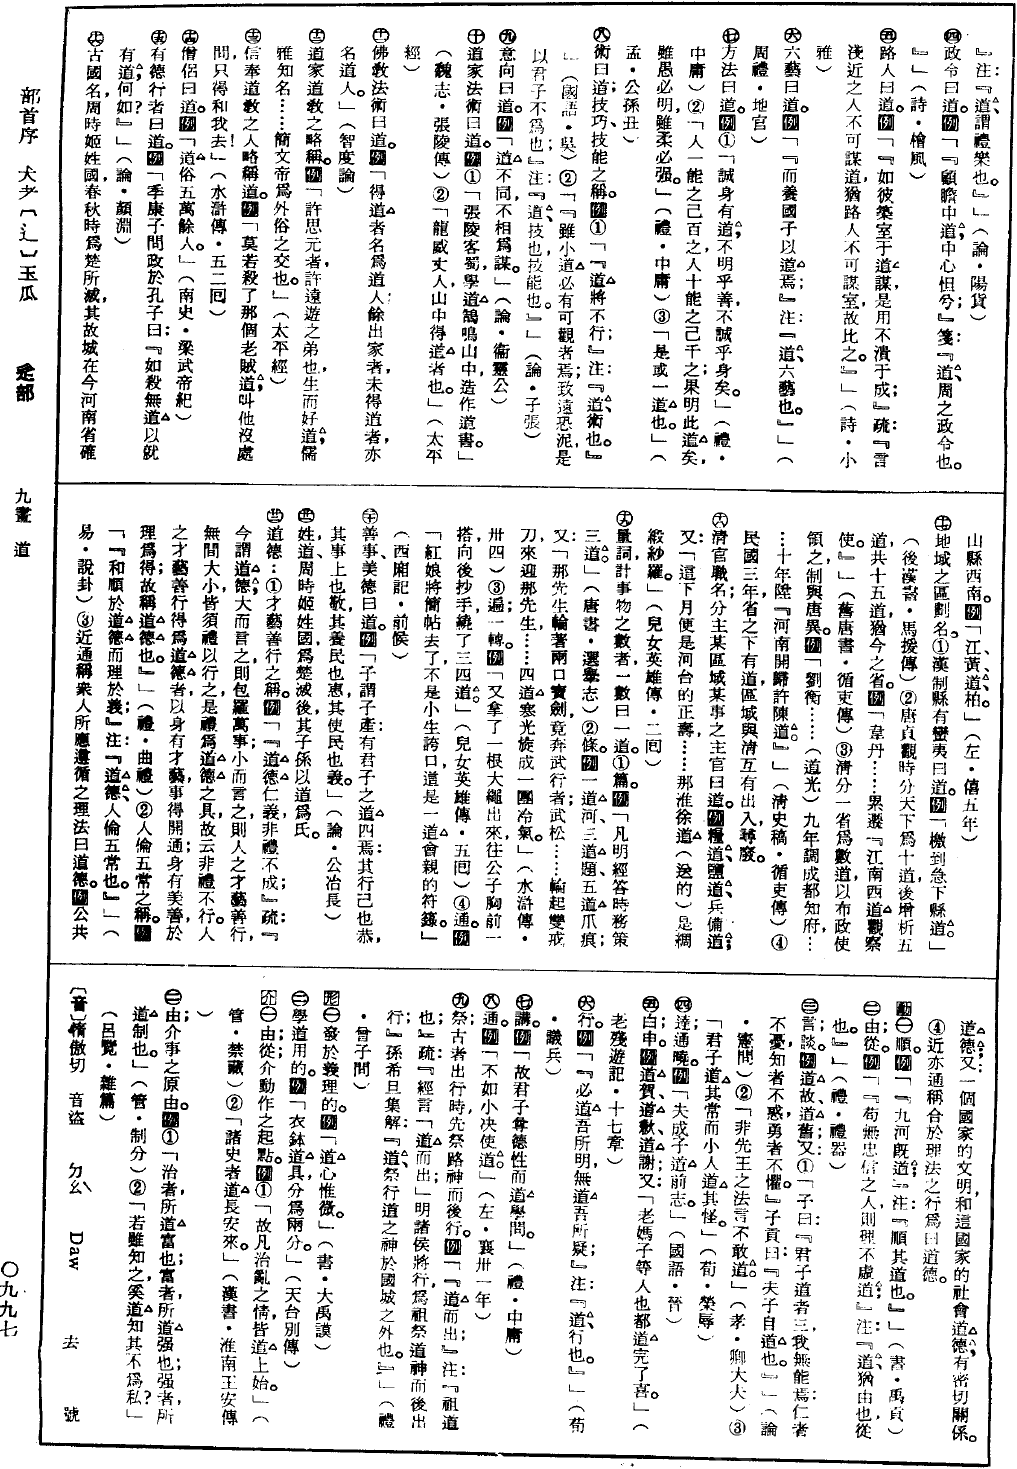 』注：『道、謂禮樂也。』」（論・陽貨）
㊃政令曰道。例「『顧瞻中道、中心怛兮』；箋：『道、周之政令也。
』」（詩・檜風）
㊄路人曰道。例「『如彼築室于道謀、是用不潰于成』；疏：『言
淺近之人不可謀道、猶路人不可謀室、故比之。』」（詩・小
雅）
㊅六藝曰道。例「『而養國子以道焉。』注：『道、六藝也。』」（
周禮・地官）
㊆方法曰道。例①「誠身有道；不明乎善、不誠乎身矣。」（禮・
中庸）②「人一能之己百之、人十能之己千之、果明此道矣、
雖愚必明、雖柔必强。」（禮・中庸）③「是或一道也。」（
孟・公孫丑）
㊇術曰道；技巧、技能之稱。例①「『道將不行』；注：『道、術也。』
」（國語・吳）②「『雖小道、必有可觀者焉；致遠恐泥、是
以君子不爲也』；注：『道、技也、技能也。』」（論・子張）
㊈意向曰道。例「道不同、不相爲謀。」（論・衞靈公）
㊉道家法術曰道。例①「張陵客蜀、學道鵠鳴山中、造作道書。」
（魏志・張陵傳）②「龍威丈人、山中得道者也。」（太平
經）
佛敎法術曰道。例「得道者名爲道人、餘出家者未得道者、亦
名道人。」（智度論）
道家、道敎之略稱。例「許思元者、許遠遊之弟也、生而好道；儒
雅知名……簡文帝爲外俗之交也。」（太平經）
信奉道敎之人、略稱道。例「莫若殺了那個老賊道；叫他沒處
問、只得和我去！」（水滸傳・五二回）
僧侶曰道。例「道俗五萬餘人。」（南史・梁武帝紀）
有德行者曰道。例「季康子問政於孔子曰：『如殺無道、以就
有道、何如？』」（論・顏淵）
古國名、周時姬姓國、春秋時爲楚所滅、其故城在今河南省確
山縣西南。例「江、黃、道、柏。」（左・僖五年）
地域之區劃名。①漢制、縣有蠻夷曰道。例「檄到、急下縣道。」
（後漢書・馬援傳）②唐貞觀時分天下爲十道、後增析五
道、共十五道、猶今之省。例「韋丹……累遷『江南西道觀察
使。』」（舊唐書・循吏傳）③清分一省爲數道、以布政使
領之、制與唐異。例「劉衡……（道光）九年調成都知府…
…十年陞『河南開歸許陳道。』」（清史稿・循吏傳）④
民國三年、省之下有道、區域與清互有出入、尋廢。
清官職名、分主某區域某事之主官曰道。例糧道、鹽道、兵備道；
又：「這下月便是河台的正壽……那淮徐道（送的）是綢
緞紗羅。」（兒女英雄傳・二回）
量詞、計事物之數者、一數曰一道。①篇。例「凡明經、答時務策
三道。」（唐書・選舉志）②條。例一道河；三道題；五道爪痕；
又：「那先生輪著兩口寶劍、竟奔武行者；武松……輪起雙戒
刀來迎那先生……四道寒光、旋成一團冷氣。」（水滸傳・
卅四）③遍；一轉。例「又拿了一根大繩出來、往公子胸前一
搭、向後抄手、繞了三四道。」（兒女英雄傳・五回）④通。例
「紅娘將簡帖去了、不是小生誇口、道是一道會親的符籙。」
（西廂記・前候）
善事、美德曰道。例「子謂子產：有君子之道四焉：其行己也恭、
其事上也敬、其養民也惠、其使民也義。」（論・公冶長）
姓、道、周時姬姓國、爲楚滅後、其子孫以道爲氏。
道德：①才藝善行之稱。例「『道德仁義、非禮不成』；疏：『
今謂道德、大而言之則包羅萬事、小而言之則人之才藝善行、
無問大小、皆須禮以行之、是禮爲道德之具、故云非禮不行。人
之才藝善行得爲道德者、以身有才藝、事得開通、身有美善、於
理爲得、故稱道德也。』」（禮・曲禮）②人倫五常之稱。例
「『和順於道德而理於義』；注：『道德、人倫五常也。』」（
易・說卦）③近通稱衆人所應遵循之理法曰道德。例公共
道德；又：一個國家的文明和這國家的社會道德有密切關係。
④近亦通稱合於理法之行爲曰道德。
動㊀順。例「『九河既道』；注：『順其道也。』」（書・禹貢）
㊁由；從。例「『苟無忠信之人、則理不虛道』；注：『道、猶由也、從
也。』」（禮・禮器）
㊂言；談。例道故、道舊；又：①「子曰：『君子道者三、我無能焉：仁者
不憂、知者不惑、勇者不懼。』子貢曰：『夫子自道也。』」（論
・憲問）②「非先王之法言不敢道。」（孝・卿大夫）③
「君子道其常、而小人道其怪。」（荀・榮辱）
㊃達；通；曉。例「夫成子道前志。」（國語・晉）
㊄白；申。例道賀、道歉、道謝；又：「老媽子等人也都道完了喜。」（
老殘遊記・十七章）
㊅行。例「『必道吾所明、無道吾所疑』；注：『道、行也。』」（荀
・議兵）
㊆講。例「故君子尊德性而道學問。」（禮・中庸）
㊇通。例「不如小决使道。」（左・襄卅一年）
㊈祭；古者出行時、先祭路神而後行。例「『道而出』；注：『祖道
也』；疏：『經言「道而出」、明諸侯將行、爲祖祭道神而後出
行』；孫希旦集解：『道、祭行道之神於國城之外也。』」（禮
・曾子問）
形㊀發於義理的。例「道心惟微。」（書・大禹謨）
㊁學道用的。例「衣鉢道具、分爲兩分。」（天台別傳）
介㊀由；從；介動作之起點。例①「故凡治亂之情、皆道上始。」（
管・禁藏）②「諸史者、道長安來。」（漢書・淮南王安傳
）
㊁由；介事之原由。例①「治者所道富也；富者所道强也；强者所
道制也。」（管・制分）②「若雖知之、奚道知其不爲私？」
（呂覽・雜篇）
〔音〕惰傲切　音盜　ㄉㄠˋ　Daw　去　號
部首序　犬⺹〔⻌〕玉瓜　辵部　九畫　道　〇九九七